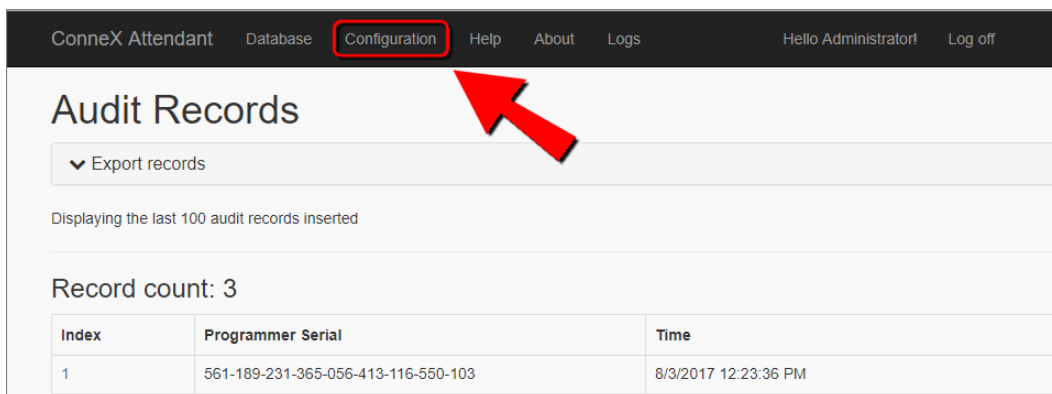 ConneX Attendant Database Configuration Help About Logs Hello Administrator! Log off
Audit Records
Export records
Displaying the last 100 audit records inserted
Record count: 3
Index Programmer Serial Time
1 561-189-231-365-056-413-116-550-103 8/3/2017 12:23:36 PM